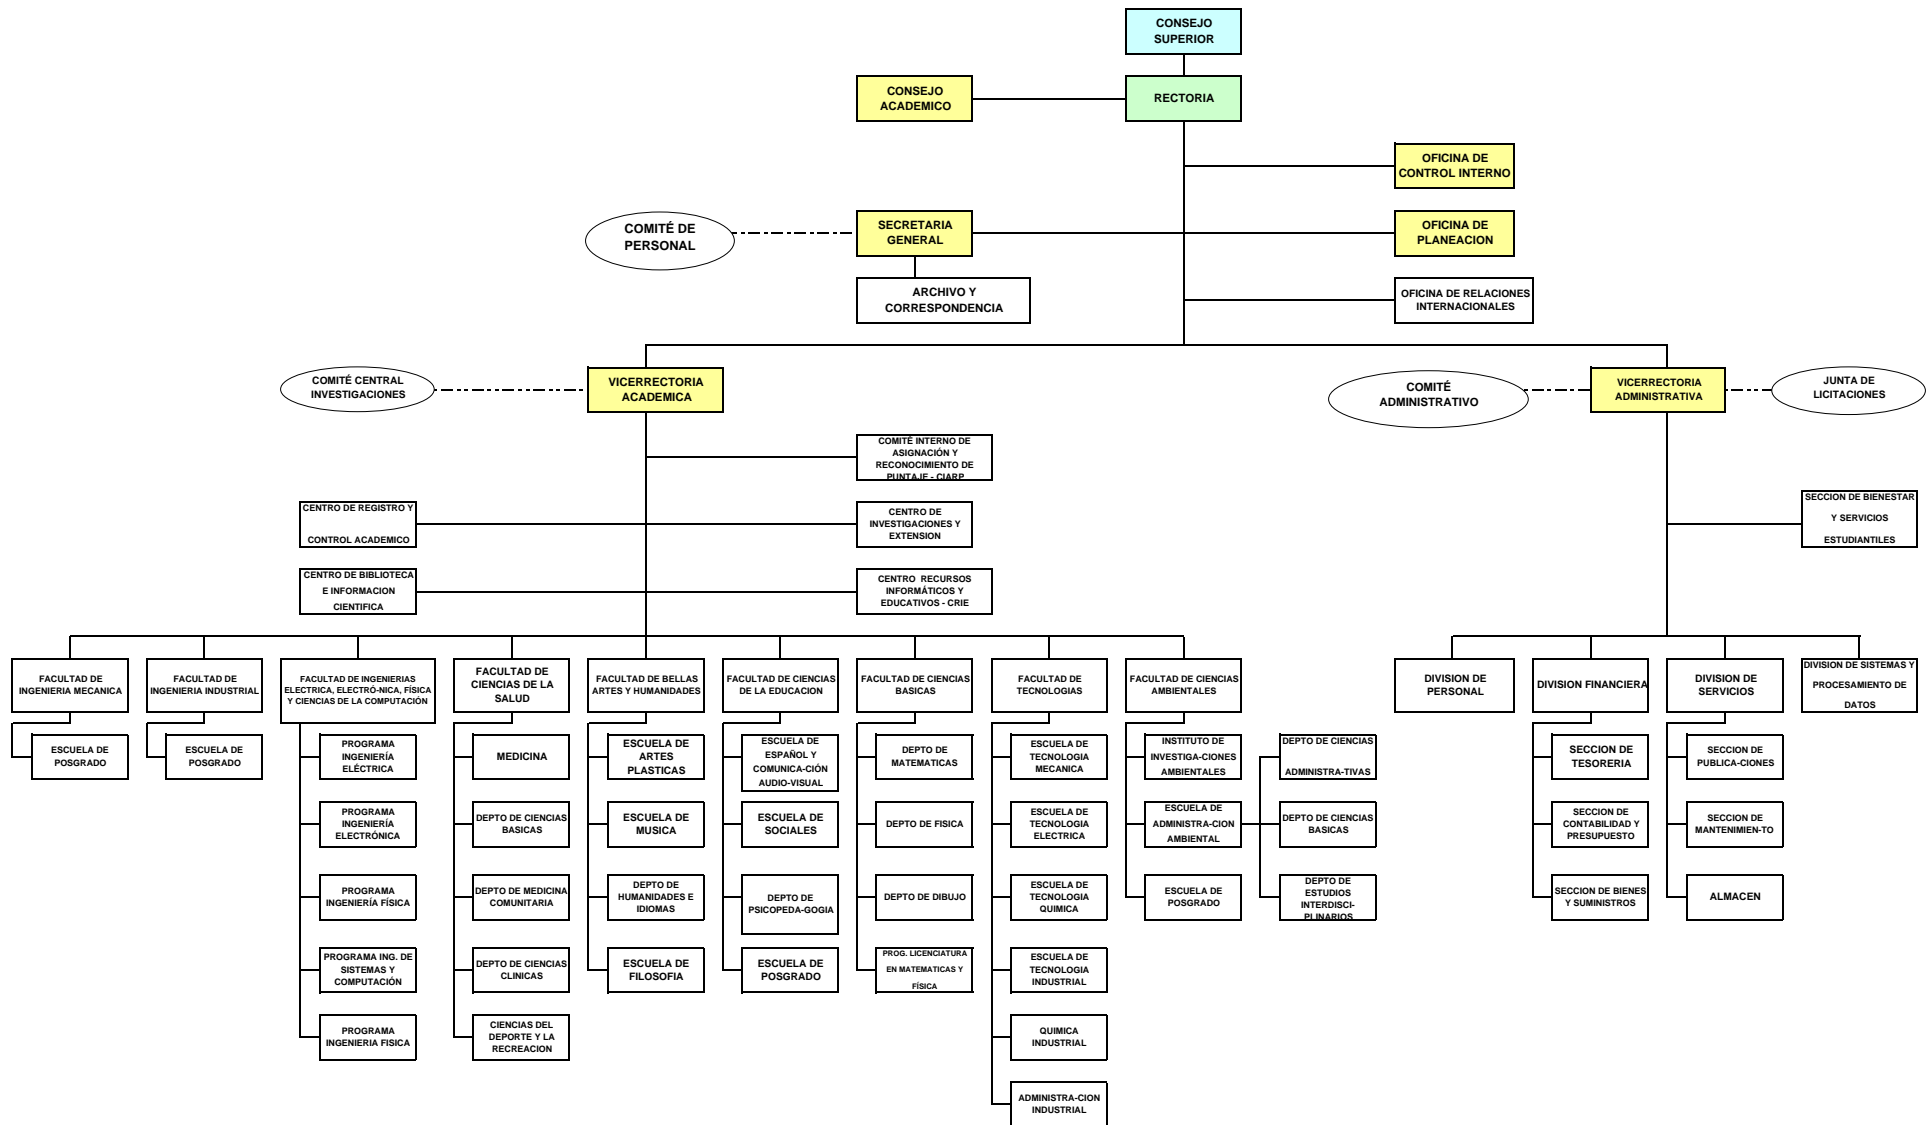 CONSEJO
SUPERIOR
CONSEJO
ACADEMICO
RECTORIA
OFICINA DE
CONTROL INTERNO
COMITÉ DE
PERSONAL
SECRETARIA
GENERAL
OFICINA DE
PLANEACION
ARCHIVO Y
CORRESPONDENCIA
OFICINA DE RELACIONES
INTERNACIONALES
COMITÉ CENTRAL
INVESTIGACIONES
VICERRECTORIA
ACADEMICA
COMITÉ
ADMINISTRATIVO
VICERRECTORIA
ADMINISTRATIVA
JUNTA DE
LICITACIONES
COMITÉ INTERNO DE
ASIGNACIÓN Y
RECONOCIMIENTO DE
PUNTAJE - CIARP
CENTRO DE REGISTRO Y
CONTROL ACADEMICO
CENTRO DE
INVESTIGACIONES Y
EXTENSION
SECCION DE BIENESTAR
Y SERVICIOS
ESTUDIANTILES
CENTRO DE BIBLIOTECA
E INFORMACION
CIENTIFICA
CENTRO RECURSOS
INFORMÁTICOS Y
EDUCATIVOS - CRIE
FACULTAD DE
INGENIERIA MECANICA
FACULTAD DE
INGENIERIA INDUSTRIAL
FACULTAD DE INGENIERIAS
ELECTRICA, ELECTRÓ-NICA, FÍSICA
Y CIENCIAS DE LA COMPUTACIÓN
FACULTAD DE
CIENCIAS DE LA
SALUD
FACULTAD DE BELLAS
ARTES Y HUMANIDADES
FACULTAD DE CIENCIAS
DE LA EDUCACION
FACULTAD DE CIENCIAS
BASICAS
FACULTAD DE
TECNOLOGIAS
FACULTAD DE CIENCIAS
AMBIENTALES
DIVISION DE
PERSONAL
DIVISION FINANCIERA
DIVISION DE
SERVICIOS
DIVISION DE SISTEMAS Y
PROCESAMIENTO DE
DATOS
ESCUELA DE
POSGRADO
ESCUELA DE
POSGRADO
PROGRAMA
INGENIERÍA
ELÉCTRICA
MEDICINA
ESCUELA DE
ARTES
PLASTICAS
ESCUELA DE
ESPAÑOL Y
COMUNICA-CIÓN
AUDIO-VISUAL
DEPTO DE
MATEMATICAS
ESCUELA DE
TECNOLOGIA
MECANICA
INSTITUTO DE
INVESTIGA-CIONES
AMBIENTALES
DEPTO DE CIENCIAS
ADMINISTRA-TIVAS
SECCION DE
TESORERIA
SECCION DE
PUBLICA-CIONES
PROGRAMA
INGENIERÍA
ELECTRÓNICA
DEPTO DE CIENCIAS
BASICAS
ESCUELA DE
MUSICA
ESCUELA DE
SOCIALES
DEPTO DE FISICA
ESCUELA DE
TECNOLOGIA
ELECTRICA
ESCUELA DE
ADMINISTRA-CION
AMBIENTAL
DEPTO DE CIENCIAS
BASICAS
SECCION DE
CONTABILIDAD Y
PRESUPUESTO
SECCION DE
MANTENIMIEN-TO
PROGRAMA
INGENIERÍA FÍSICA
DEPTO DE MEDICINA
COMUNITARIA
DEPTO DE
HUMANIDADES E
IDIOMAS
DEPTO DE
PSICOPEDA-GOGIA
DEPTO DE DIBUJO
ESCUELA DE
TECNOLOGIA
QUIMICA
ESCUELA DE
POSGRADO
DEPTO DE
ESTUDIOS
INTERDISCI-
PLINARIOS
SECCION DE BIENES
Y SUMINISTROS
ALMACEN
PROGRAMA ING. DE
SISTEMAS Y
COMPUTACIÓN
DEPTO DE CIENCIAS
CLINICAS
ESCUELA DE
FILOSOFIA
ESCUELA DE
POSGRADO
PROG. LICENCIATURA
EN MATEMATICAS Y
FÍSICA
ESCUELA DE
TECNOLOGIA
INDUSTRIAL
PROGRAMA
INGENIERIA FISICA
CIENCIAS DEL
DEPORTE Y LA
RECREACION
QUIMICA
INDUSTRIAL
ADMINISTRA-CION
INDUSTRIAL